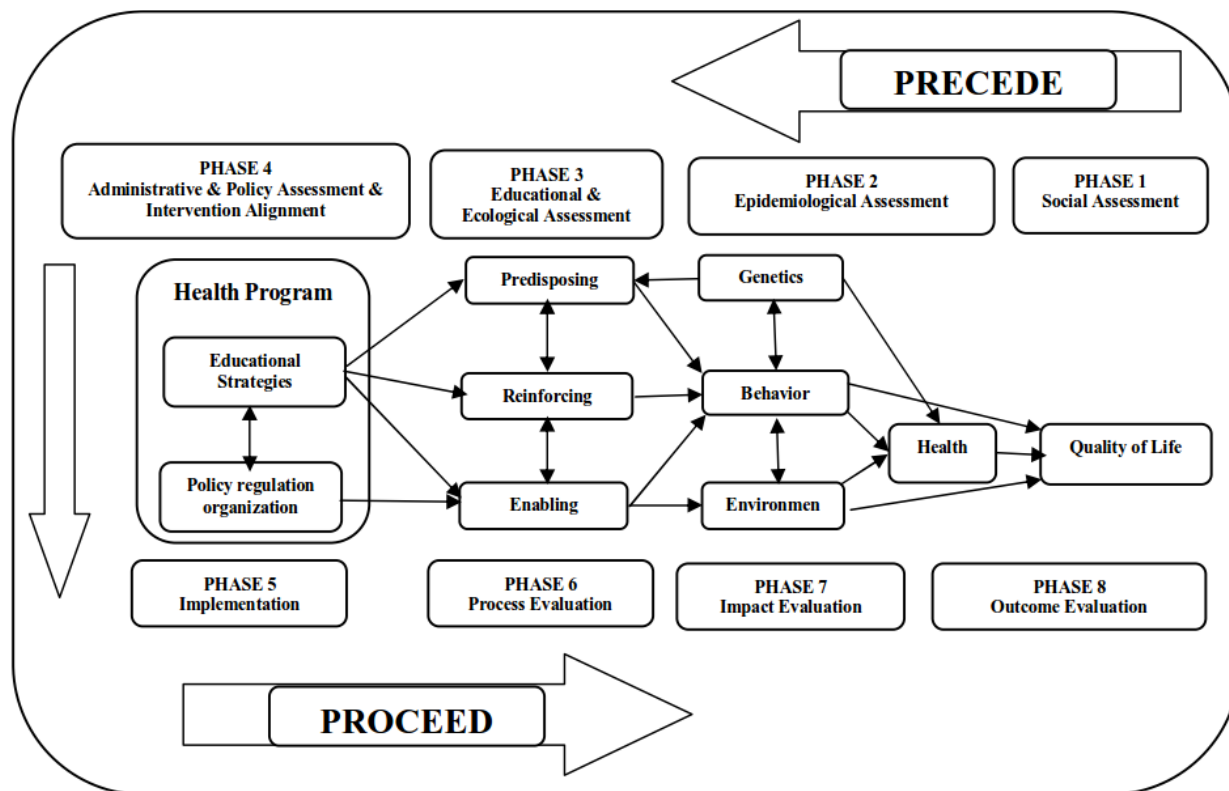 PRECEDE
PHASE 4
Administrative & Policy Assessment &
Intervention Alignment
PHASE 3
Educational &
Ecological Assessment
PHASE 2
Epidemiological Assessment
PHASE 1
Social Assessment
Health Program
Educational
Strategies
Policy regulation
organization
Predisposing
Reinforcing
Enabling
Genetics
Behavior
Environmen
Health
Quality of Life
PHASE 5
Implementation
PHASE 6
Process Evaluation
PHASE 7
Impact Evaluation
PHASE 8
Outcome Evaluation
PROCEED